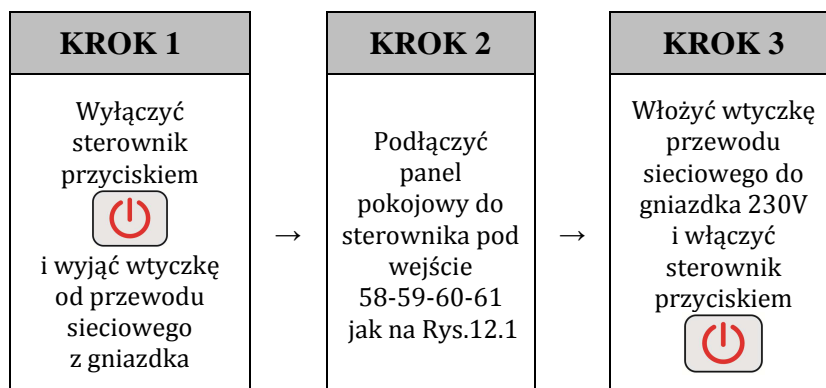 KROK 1
Wyłączyć
sterownik
przyciskiem
i wyjąć wtyczkę
od przewodu
sieciowego
z gniazdka
→
KROK 2
Podłączyć
panel
pokojowy do
sterownika pod
wejście
58-59-60-61
jak na Rys.12.1
→
KROK 3
Włożyć wtyczkę
przewodu
sieciowego do
gniazdka 230V
i włączyć
sterownik
przyciskiem